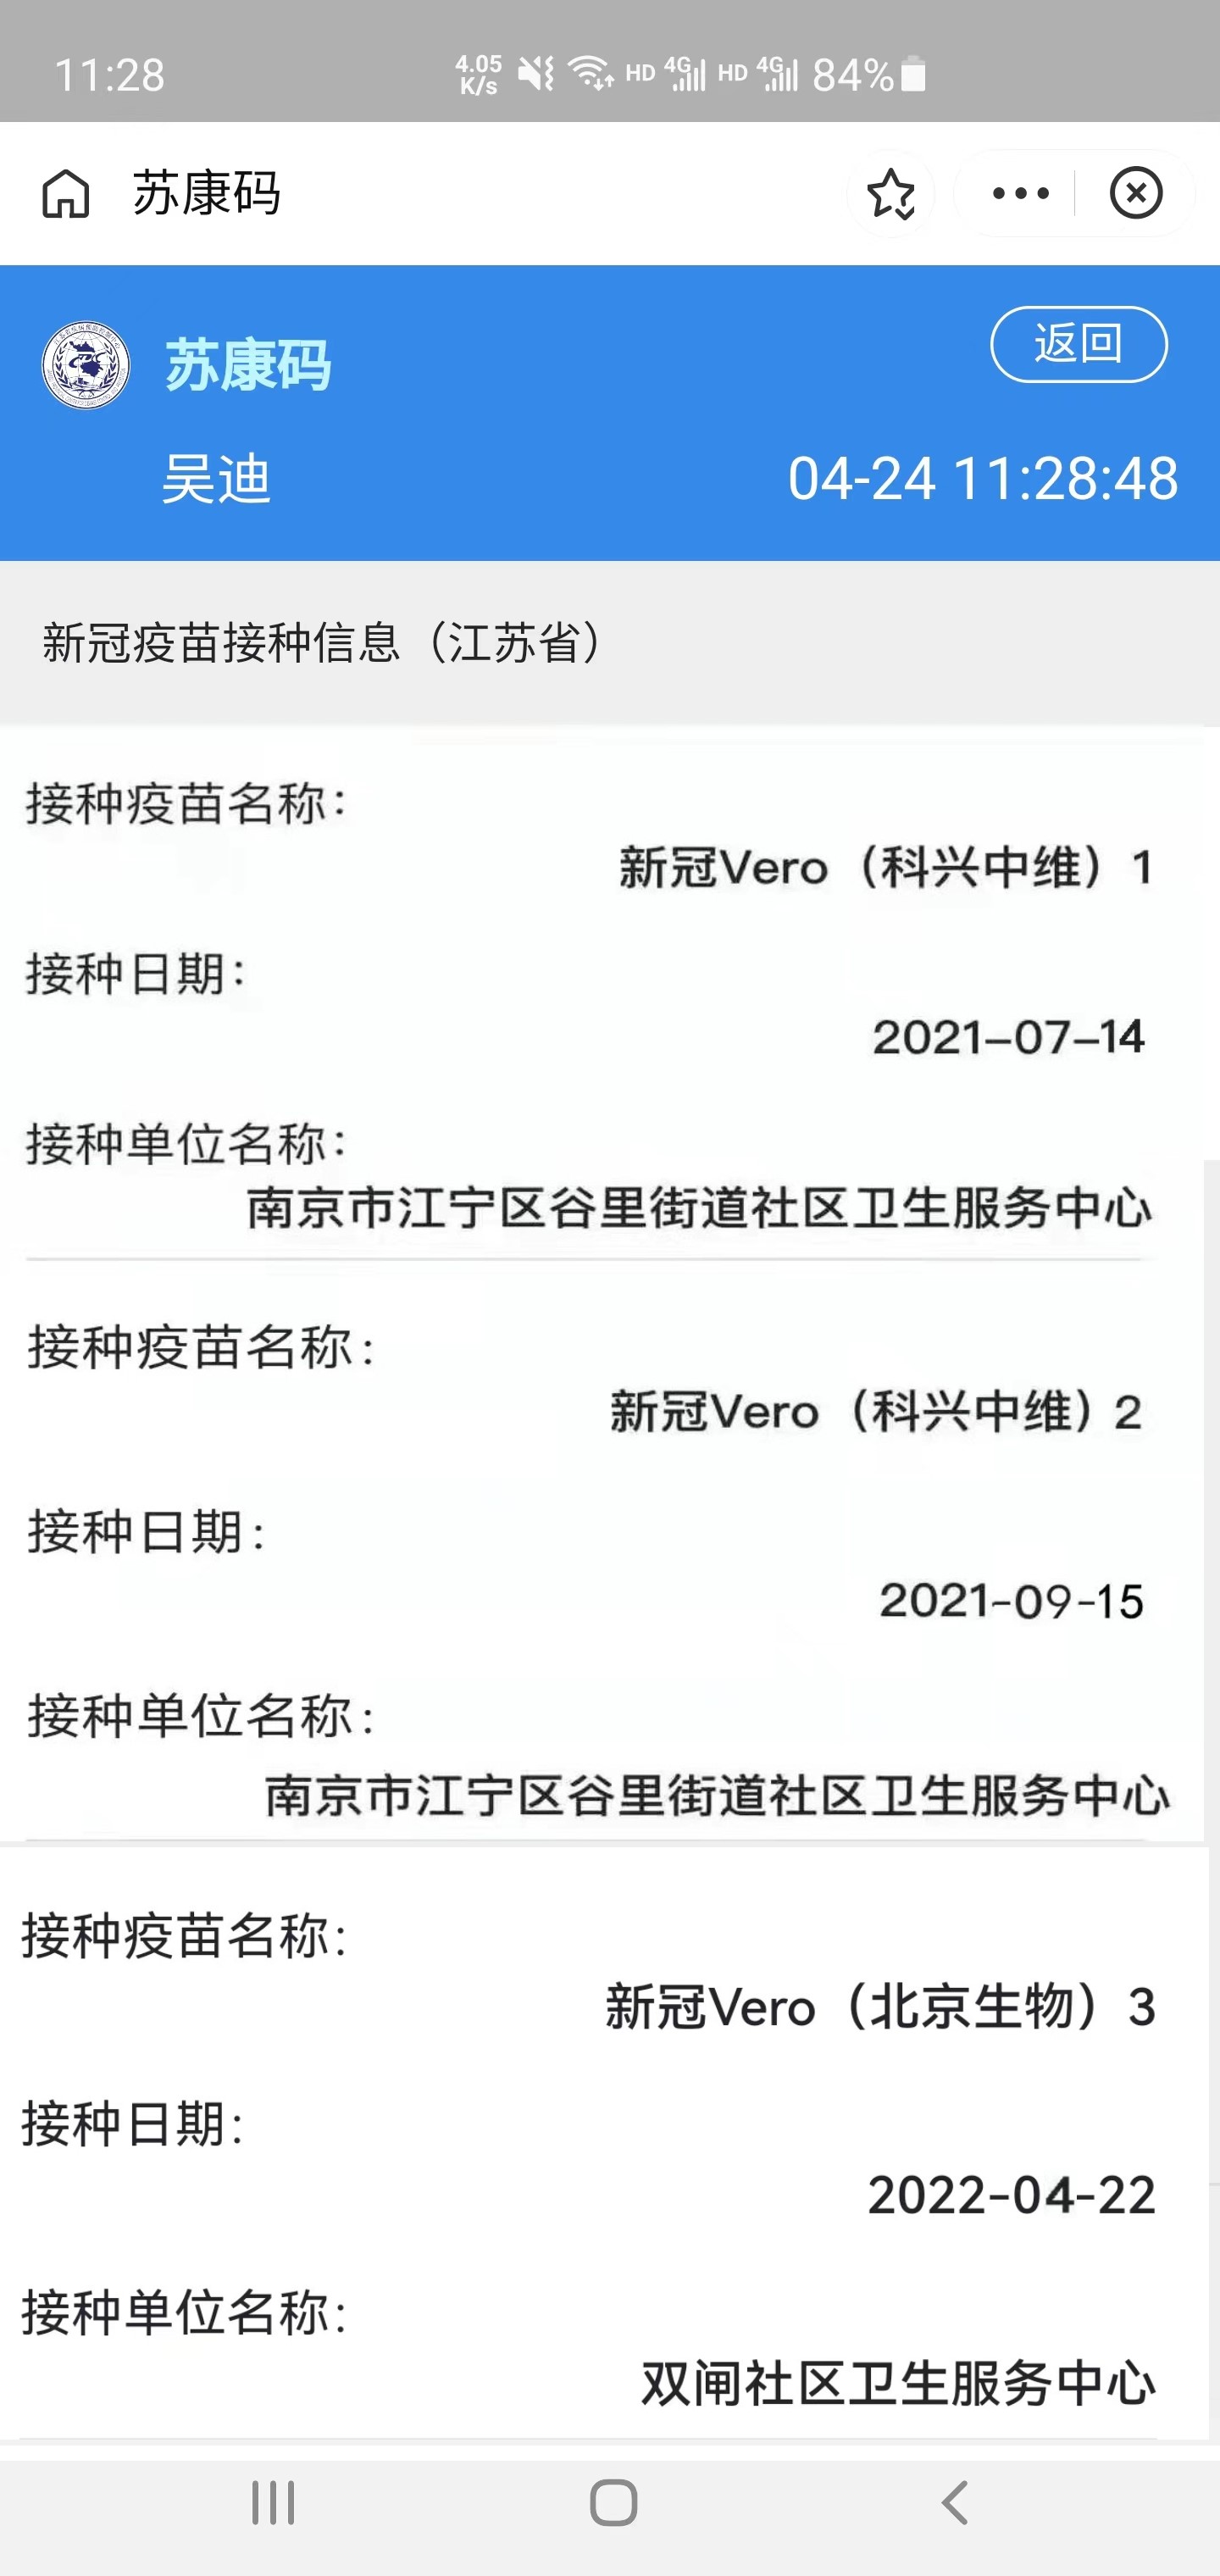 11:28
4.05 K/s HD 4G HD 4G 84%
苏康码
返回
苏康码
吴迪
04-24 11:28:48
新冠疫苗接种信息（江苏省）
接种疫苗名称：
新冠Vero（科兴中维）1
接种日期：
2021-07-14
接种单位名称：
南京市江宁区谷里街道社区卫生服务中心
接种疫苗名称：
新冠Vero（科兴中维）2
接种日期：
2021-09-15
接种单位名称：
南京市江宁区谷里街道社区卫生服务中心
接种疫苗名称：
新冠Vero（北京生物）3
接种日期：
2022-04-22
接种单位名称：
双闸社区卫生服务中心